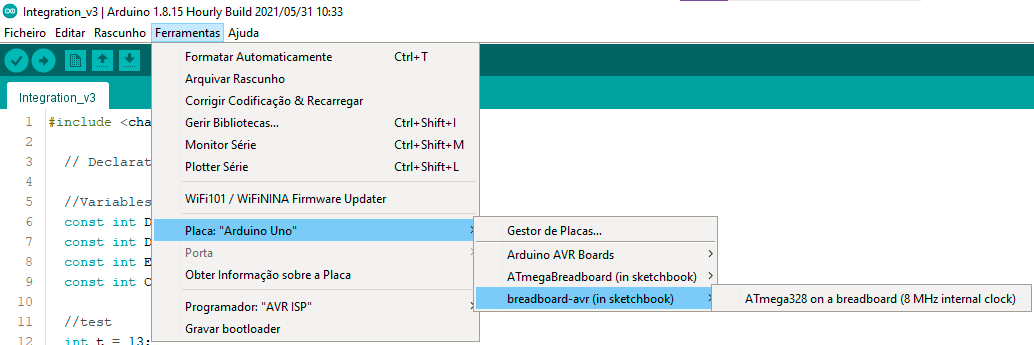 Integration_v3 | Arduino 1.8.15 Hourly Build 2021/05/31 10:33
Ficheiro Editar Rascunho Ferramentas Ajuda
Integration_v3
1 #include <cha
2
3 // Declarat
4
5 //Variables
6 const int D
7 const int D
8 const int E
9 const int C
10
11 //test
12 int t = 13;
Formatar Automaticamente Ctrl+T
Arquivar Rascunho
Corrigir Codificação & Recarregar
Gerir Bibliotecas... Ctrl+Shift+I
Monitor Série Ctrl+Shift+M
Plotter Série Ctrl+Shift+L
WiFi101 / WiFiNINA Firmware Updater
Placa: "Arduino Uno"
Porta
Obter Informação sobre a Placa
Programador: "AVR ISP"
Gravar bootloader
Gestor de Placas...
Arduino AVR Boards
ATmegaBreadboard (in sketchbook)
breadboard-avr (in sketchbook)
ATmega328 on a breadboard (8 MHz internal clock)